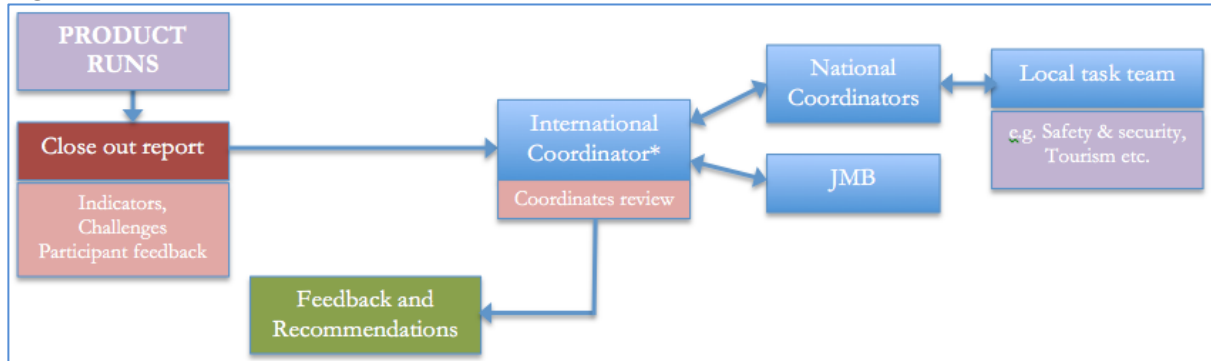 PRODUCT
RUNS
Close out report
Indicators,
Challenges
Participant feedback
International
Coordinator*
Coordinates review
National
Coordinators
JMB
Local task team
e.g. Safety & security,
Tourism etc.
Feedback and
Recommendations